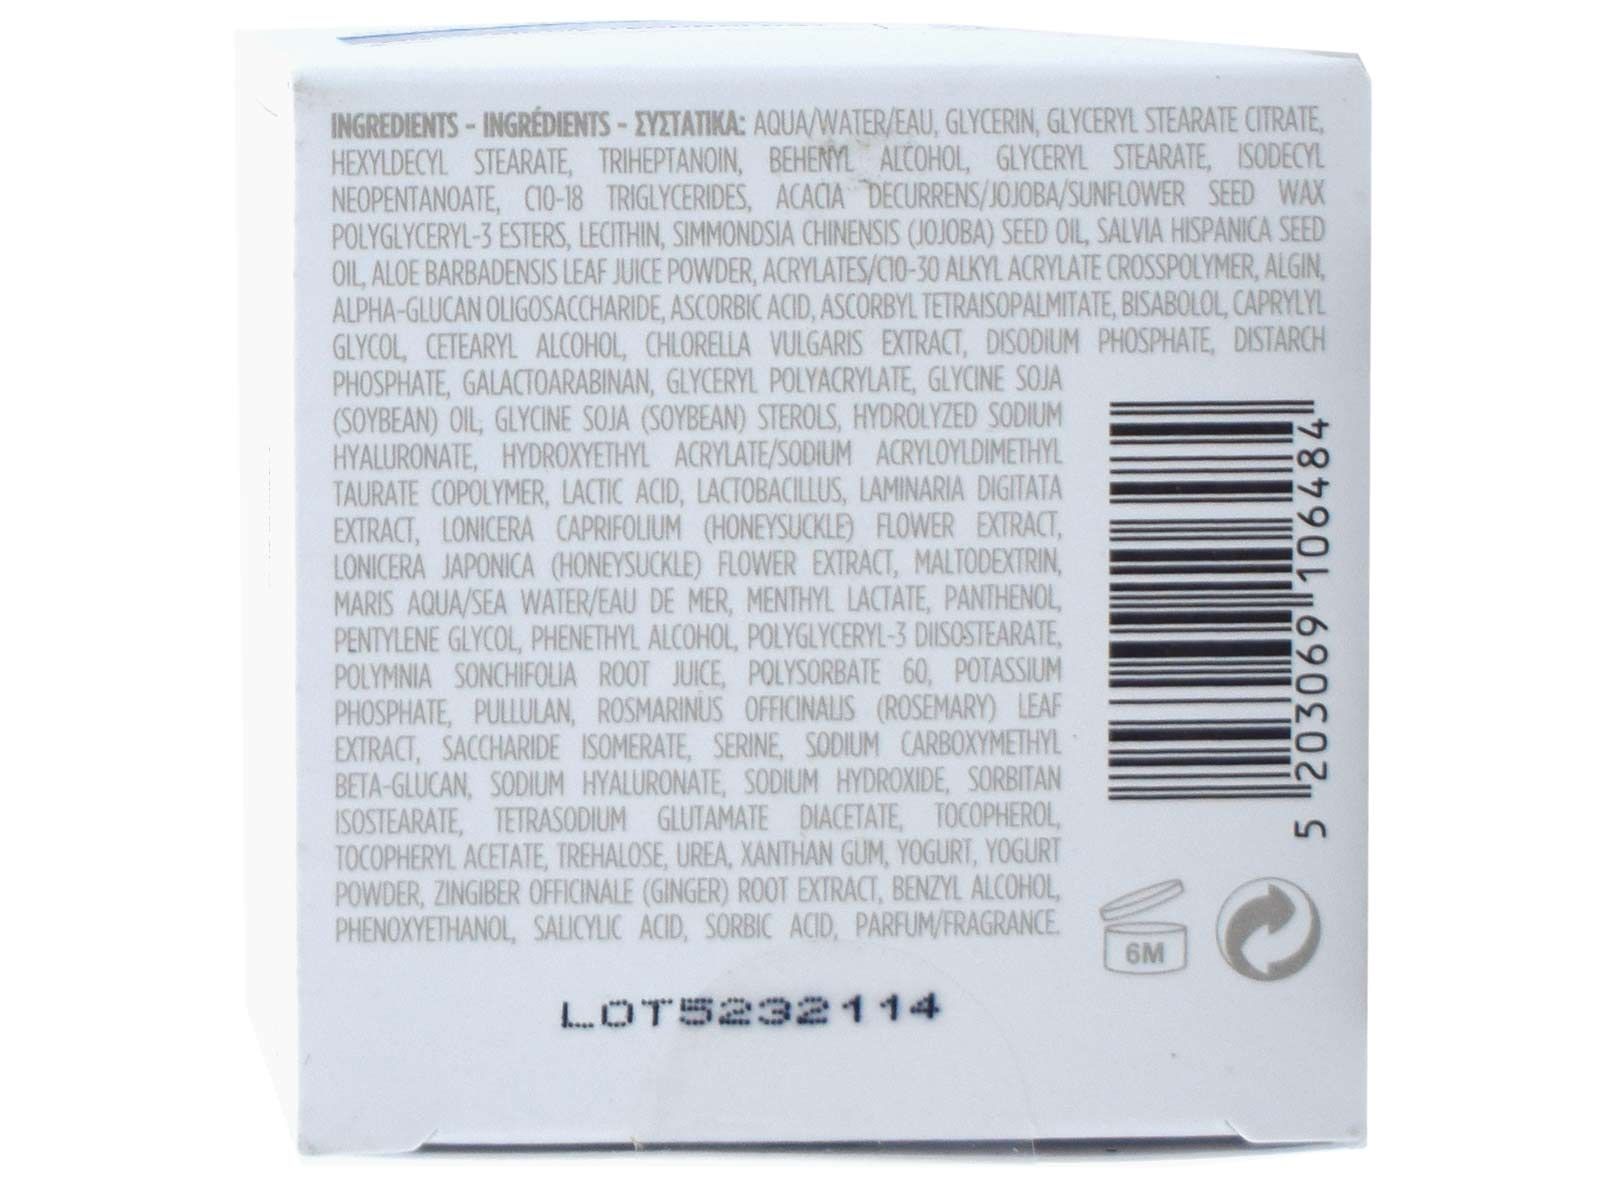 INGREDIENTS - INGRÉDIENTS - ΣΥΣΤΑΤΙΚΑ: AQUA/WATER/EAU, GLYCERIN, GLYCERYL STEARATE CITRATE,
HEXYLDECYL STEARATE, TRIHEPTANOIN, BEHENYL ALCOHOL, GLYCERYL STEARATE, ISODECYL
NEOPENTANOATE, C10-18 TRIGLYCERIDES, ACACIA DECURRENS/JOJOBA/SUNFLOWER SEED WAX
POLYGLYCERYL-3 ESTERS, LECITHIN, SIMMONDSIA CHINENSIS (JOJOBA) SEED OIL, SALVIA HISPANICA SEED
OIL, ALOE BARBADENSIS LEAF JUICE POWDER, ACRYLATES/C10-30 ALKYL ACRYLATE CROSSPOLYMER, ALGIN,
ALPHA-GLUCAN OLIGOSACCHARIDE, ASCORBIC ACID, ASCORBYL TETRAISOPALMITATE, BISABOLOL, CAPRYLYL
GLYCOL, CETEARYL ALCOHOL, CHLORELLA VULGARIS EXTRACT, DISODIUM PHOSPHATE, DISTARCH
PHOSPHATE, GALACTOARABINAN, GLYCERYL POLYACRYLATE, GLYCINE SOJA
(SOYBEAN) OIL, GLYCINE SOJA (SOYBEAN) STEROLS, HYDROLYZED SODIUM
HYALURONATE, HYDROXYETHYL ACRYLATE/SODIUM ACRYLOYLDIMETHYL
TAURATE COPOLYMER, LACTIC ACID, LACTOBACILLUS, LAMINARIA DIGITATA
EXTRACT, LONICERA CAPRIFOLIUM (HONEYSUCKLE) FLOWER EXTRACT,
LONICERA JAPONICA (HONEYSUCKLE) FLOWER EXTRACT, MALTODEXTRIN,
MARIS AQUA/SEA WATER/EAU DE MER, MENTHYL LACTATE, PANTHENOL,
PENTYLENE GLYCOL, PHENETHYL ALCOHOL, POLYGLYCERYL-3 DIISOSTEARATE,
POLYMNIA SONCHIFOLIA ROOT JUICE, POLYSORBATE 60, POTASSIUM
PHOSPHATE, PULLULAN, ROSMARINUS OFFICINALIS (ROSEMARY) LEAF
EXTRACT, SACCHARIDE ISOMERATE, SERINE, SODIUM CARBOXYMETHYL
BETA-GLUCAN, SODIUM HYALURONATE, SODIUM HYDROXIDE, SORBITAN
ISOSTEARATE, TETRASODIUM GLUTAMATE DIACETATE, TOCOPHEROL,
TOCOPHERYL ACETATE, TREHALOSE, UREA, XANTHAN GUM, YOGURT, YOGURT
POWDER, ZINGIBER OFFICINALE (GINGER) ROOT EXTRACT, BENZYL ALCOHOL,
PHENOXYETHANOL, SALICYLIC ACID, SORBIC ACID, PARFUM/FRAGRANCE.
5 203069 106484
6M
LOT5232114